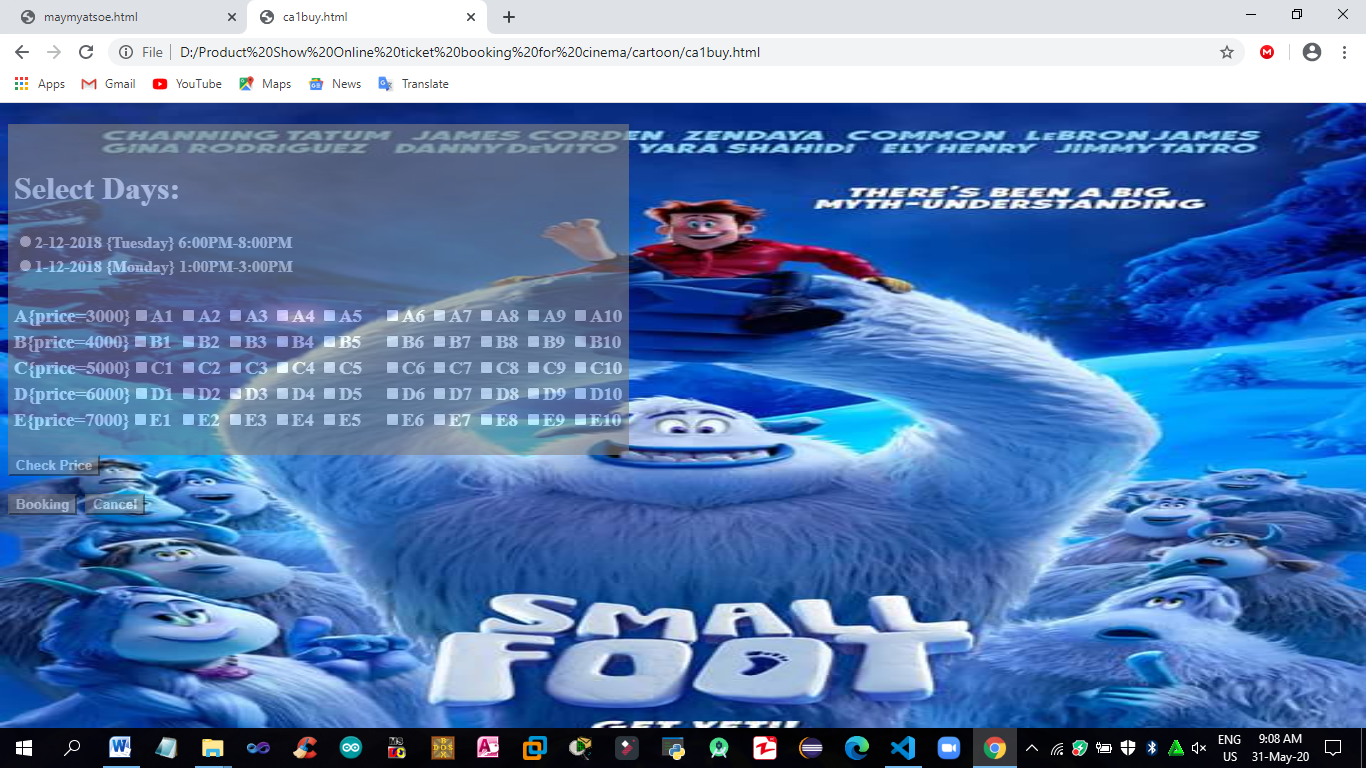 maymyatsoe.html
ca1buy.html
File
D:/Product%20Show%20Online%20ticket%20booking%20for%20cinema/cartoon/ca1buy.html
Apps Gmail YouTube Maps News Translate
CHANNING TATUM JAMES CORDEN ZENDAYA COMMON LEBRON JAMES
GINA RODRIGUEZ DANNY DEVITO YARA SHAHIDI ELY HENRY JIMMY TATRO
THERE'S BEEN A BIG
MYTH-UNDERSTANDING
Select Days:
2-12-2018 {Tuesday} 6:00PM-8:00PM
1-12-2018 {Monday} 1:00PM-3:00PM
A{price=3000} A1 A2 A3 A4 A5 A6 A7 A8 A9 A10
B{price=4000} B1 B2 B3 B4 B5 B6 B7 B8 B9 B10
C{price=5000} C1 C2 C3 C4 C5 C6 C7 C8 C9 C10
D{price=6000} D1 D2 D3 D4 D5 D6 D7 D8 D9 D10
E{price=7000} E1 E2 E3 E4 E5 E6 E7 E8 E9 E10
Check Price
Booking Cancel
SMALL
FOOT
GET YETI!
ENG
US
9:08 AM
31-May-20